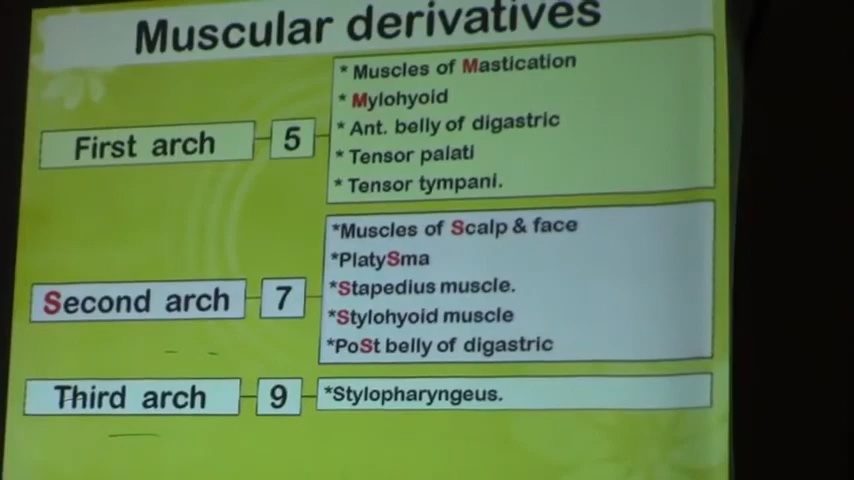 Muscular derivatives
First arch
5
* Muscles of Mastication
* Mylohyoid
* Ant. belly of digastric
* Tensor palati
* Tensor tympani.
Second arch
7
*Muscles of Scalp & face
*PlatySma
*Stapedius muscle.
*Stylohyoid muscle
*PoSt belly of digastric
Third arch
9
*Stylopharyngeus.